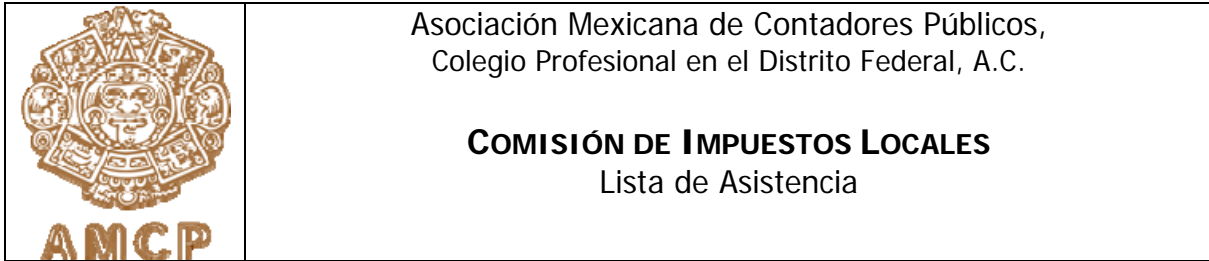 Asociación Mexicana de Contadores Públicos,
Colegio Profesional en el Distrito Federal, A.C.
COMISIÓN DE IMPUESTOS LOCALES
Lista de Asistencia
AMCP